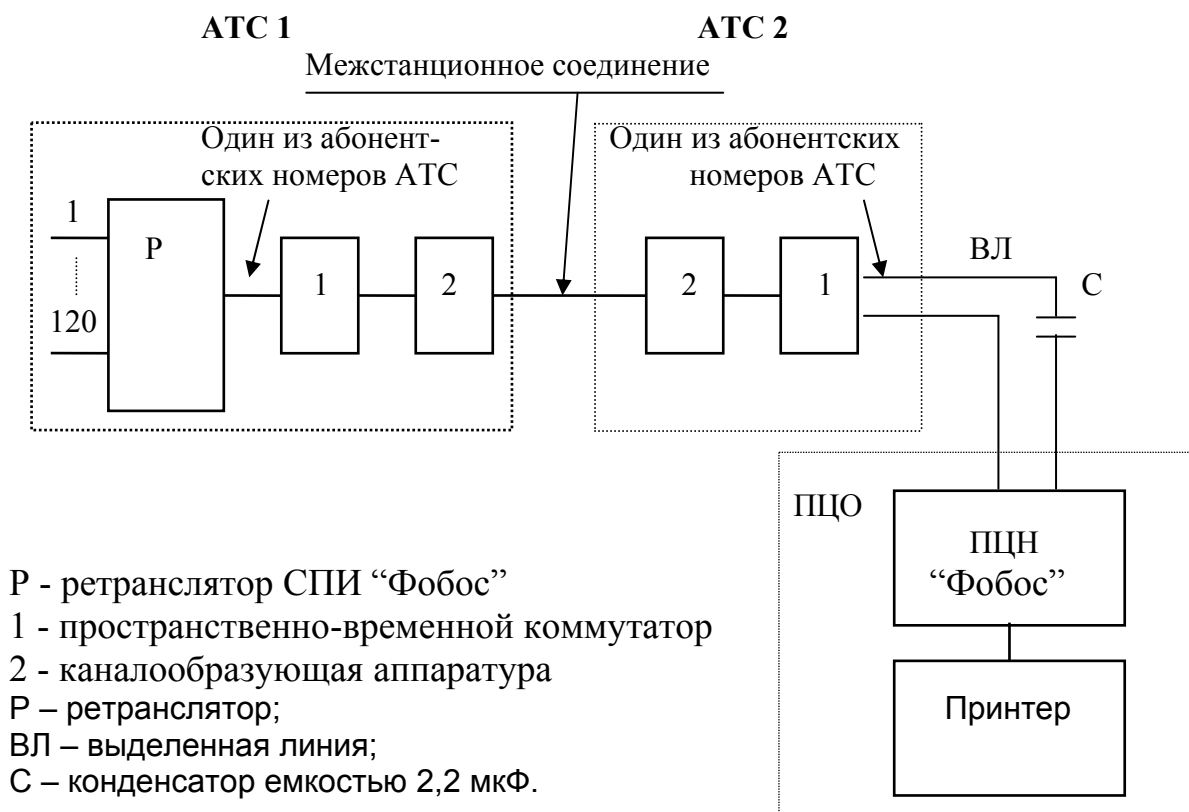 АТС 1
АТС 2
Межстанционное соединение
Один из абонент-
ских номеров АТС
Один из абонентских
номеров АТС
1
Р
120
1
2
2
1
ВЛ
С
ПЦО
ПЦН
“Фобос”
Принтер
Р - ретранслятор СПИ “Фобос”
1 - пространственно-временной коммутатор
2 - каналообразующая аппаратура
Р – ретранслятор;
ВЛ – выделенная линия;
С – конденсатор емкостью 2,2 мкФ.